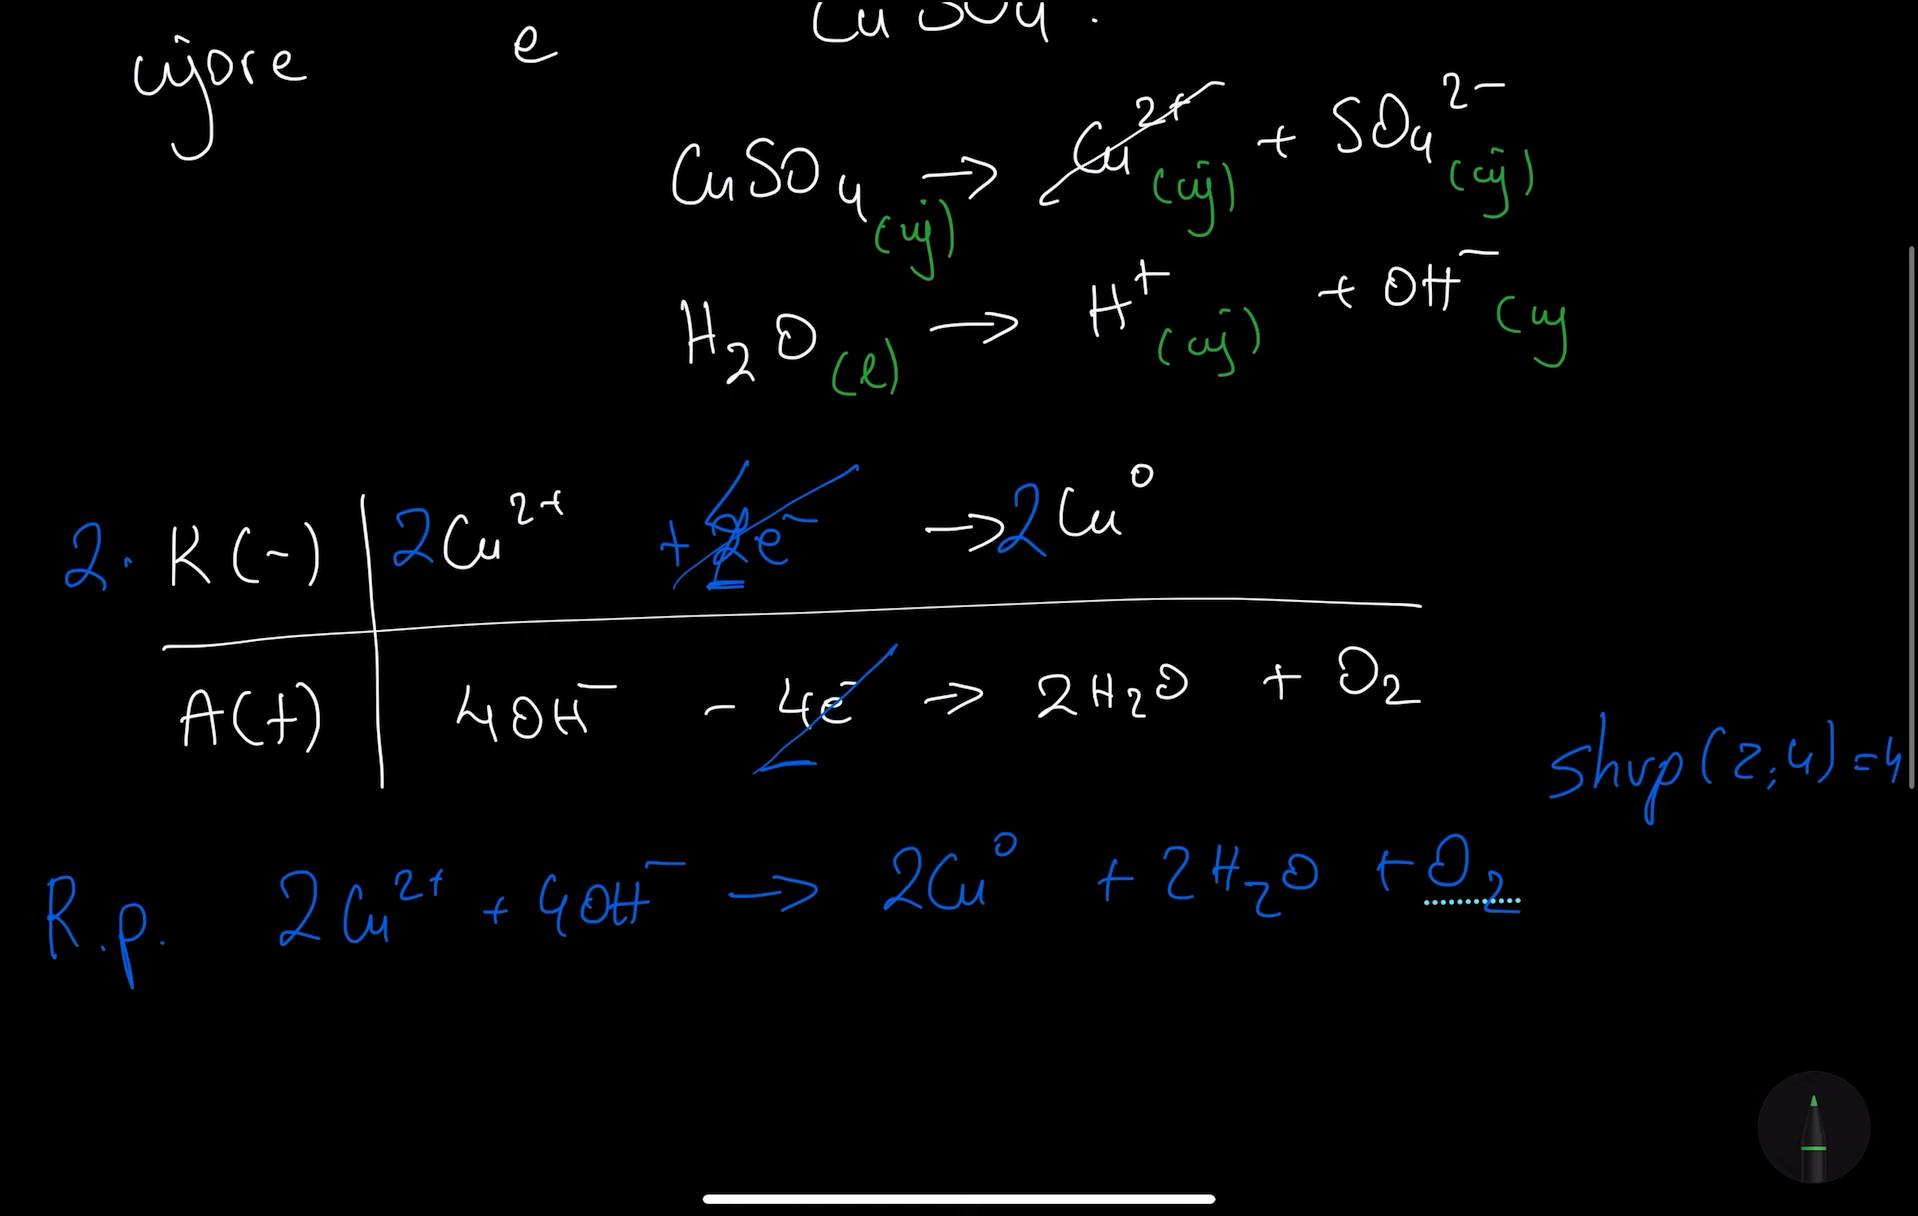 ujore e CuSO4.
CuSO4(uj) → Cu2+(uj) + SO4 2-(uj)
H2O(l) → H+(uj) + OH-(uj
2. K(-) 2Cu2+ + 2e- → 2Cu0
A(+) 4OH- - 4e- → 2H2O + O2
shvp(2;4)=4
R.p. 2Cu2+ + 4OH- → 2Cu0 + 2H2O + O2